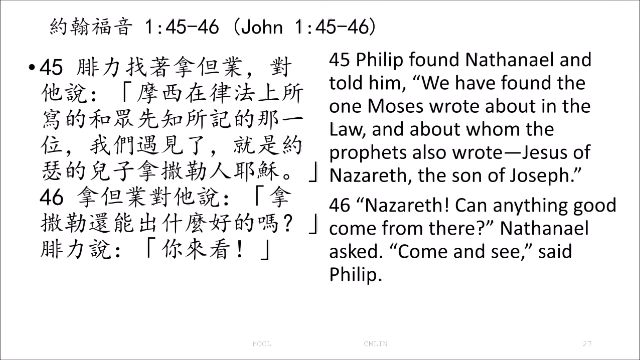 約翰福音 1:45-46 (John 1:45-46)
•45 腓力找著拿但業，對
他說：「摩西在律法上所
寫的和眾先知所記的那一
位，我們遇見了，就是約
瑟的兒子拿撒勒人耶穌。」
46 拿但業對他說：「拿
撒勒還能出什麼好的嗎？」
腓力說：「你來看！」
45 Philip found Nathanael and
told him, “We have found the
one Moses wrote about in the
Law, and about whom the
prophets also wrote—Jesus of
Nazareth, the son of Joseph.”
46 “Nazareth! Can anything good
come from there?” Nathanael
asked. “Come and see,” said
Philip.
27